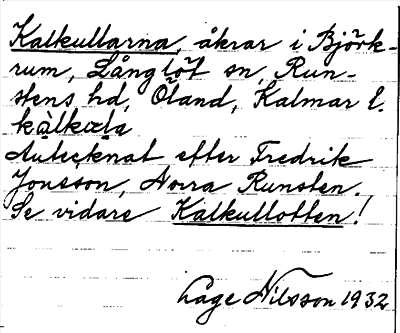 Kalkullarna, åkrar i Björk-
rum, Långlöt sn, Run-
stens hd, Öland, Kalmar l.
Antecknat efter Fredrik
Jonsson, Norra Runsten.
Se vidare Kalkullotten!
Lage Nilsson 1932